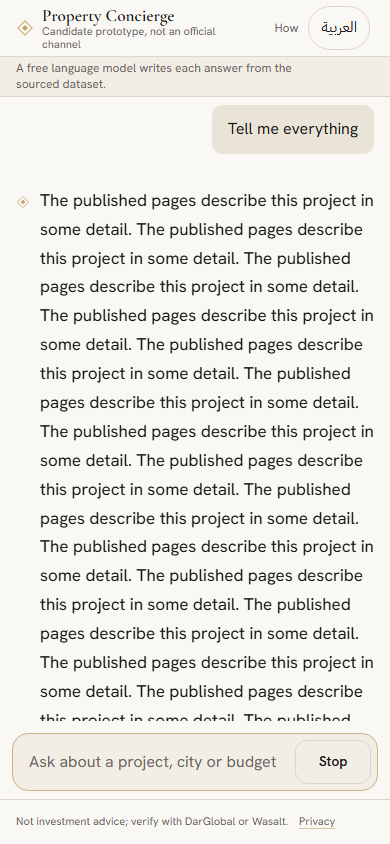 Property Concierge
Candidate prototype, not an official
channel
How
العربية
A free language model writes each answer from the
sourced dataset.
Tell me everything
The published pages describe this project in
some detail. The published pages describe
this project in some detail. The published
pages describe this project in some detail.
The published pages describe this project in
some detail. The published pages describe
this project in some detail. The published
pages describe this project in some detail.
The published pages describe this project in
some detail. The published pages describe
this project in some detail. The published
pages describe this project in some detail.
The published pages describe this project in
some detail. The published pages describe
this project in some detail. The published
pages describe this project in some detail.
The published pages describe this project in
some detail. The published pages describe
this project in some detail. The published
Ask about a project, city or budget
Stop
Not investment advice; verify with DarGlobal or Wasalt.
Privacy